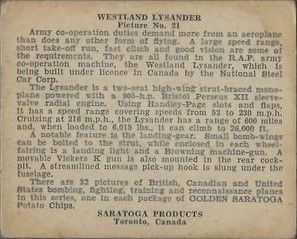 WESTLAND LYSANDER
Picture No. 21
Army co-operation duties demand more from an aeroplane
than does any other form of flying. A large speed range,
short take-off run, fast climb and good view are some of
the requirements. They are all found in the R.A.F. army
co-operation machine, the Westland Lysander, which is
being built under licence in Canada by the National Steel
Car Corp.
The Lysander is a two-seat high-wing strut-braced mono-
plane powered with a 905-h.p. Bristol Perseus XII sleeve-
valve radial engine. Using Handley-Page slots and flaps
it has a speed range covering speeds from 52 to 230 m.p.h.
Cruising at 216 m.p.h., the Lysander has a range of 600 miles
and, when loaded to 6,015 lbs., it can climb to 26,000 ft.
A notable feature is the landing-gear. Small bomb-wings
can be bolted to the strut, while enclosed in each wheel-
fairing is a landing light and a Browning machine-gun. A
movable Vickers K gun is also mounted in the rear cock-
pit. A streamlined message pick-up hook is slung under the
fuselage.
There are 32 pictures of British, Canadian and United
States bombing, fighting, training and reconnaissance planes
in this series, one in each package of GOLDEN SARATOGA
Potato Chips.
SARATOGA PRODUCTS
Toronto, Canada